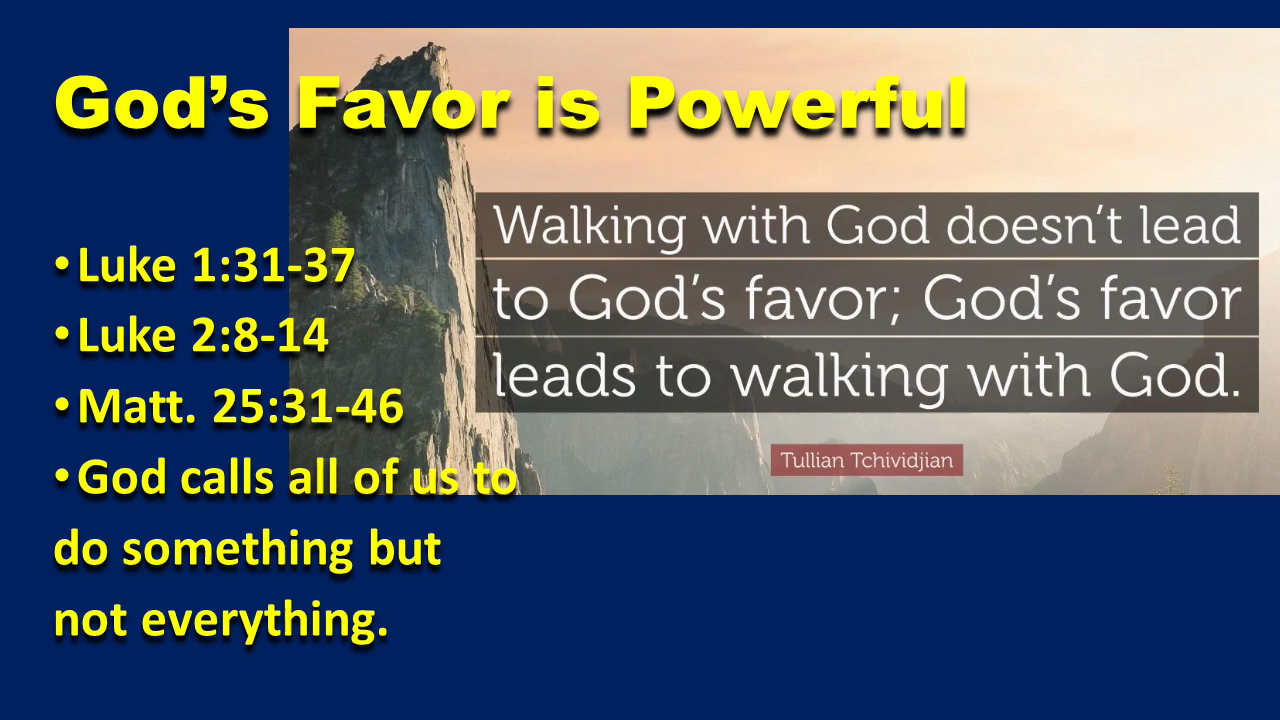 God’s Favor is Powerful
•Luke 1:31-37
•Luke 2:8-14
•Matt. 25:31-46
•God calls all of us to
do something but
not everything.
Walking with God doesn’t lead
to God’s favor; God’s favor
leads to walking with God.
Tullian Tchividjian